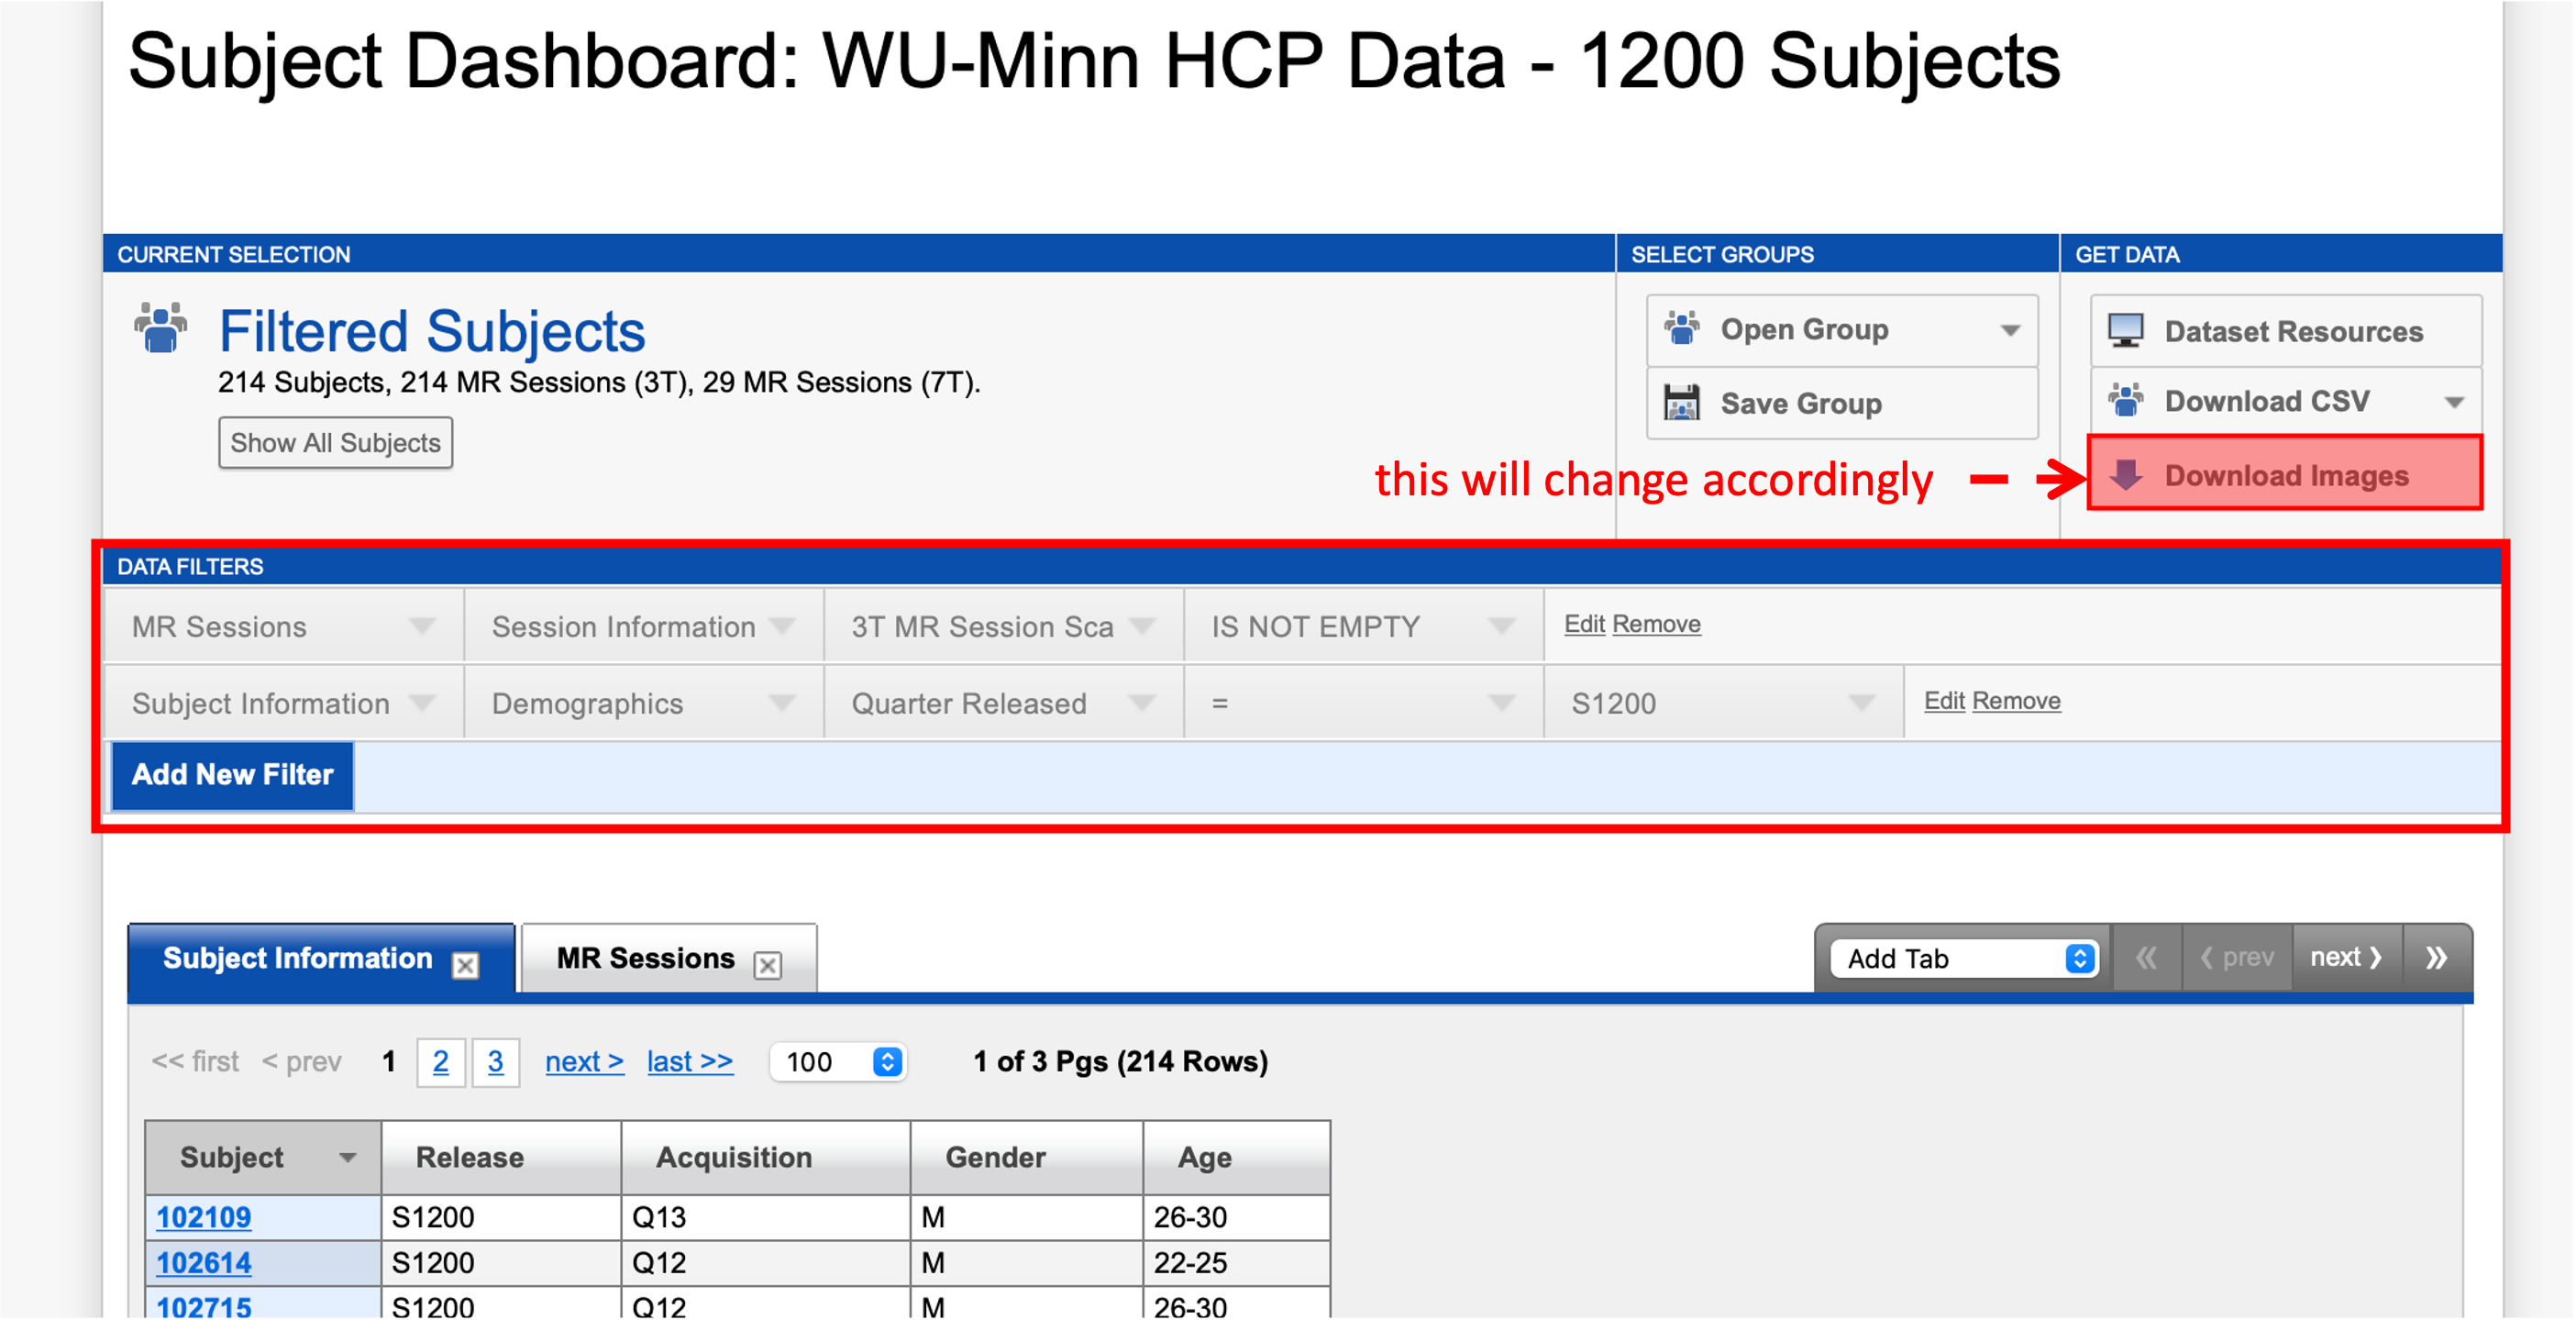 Subject Dashboard: WU-Minn HCP Data - 1200 Subjects
CURRENT SELECTION
SELECT GROUPS
GET DATA
Filtered Subjects
214 Subjects, 214 MR Sessions (3T), 29 MR Sessions (7T).
Show All Subjects
Open Group
Save Group
Dataset Resources
Download CSV
this will change accordingly
Download Images
DATA FILTERS
MR Sessions Session Information 3T MR Session Sca IS NOT EMPTY Edit Remove
Subject Information Demographics Quarter Released = S1200 Edit Remove
Add New Filter
Subject Information MR Sessions Add Tab « ‹ prev next › »
<< first < prev 1 2 3 next > last >> 100 1 of 3 Pgs (214 Rows)
Subject Release Acquisition Gender Age
102109 S1200 Q13 M 26-30
102614 S1200 Q12 M 22-25
102715 S1200 Q12 M 26-30